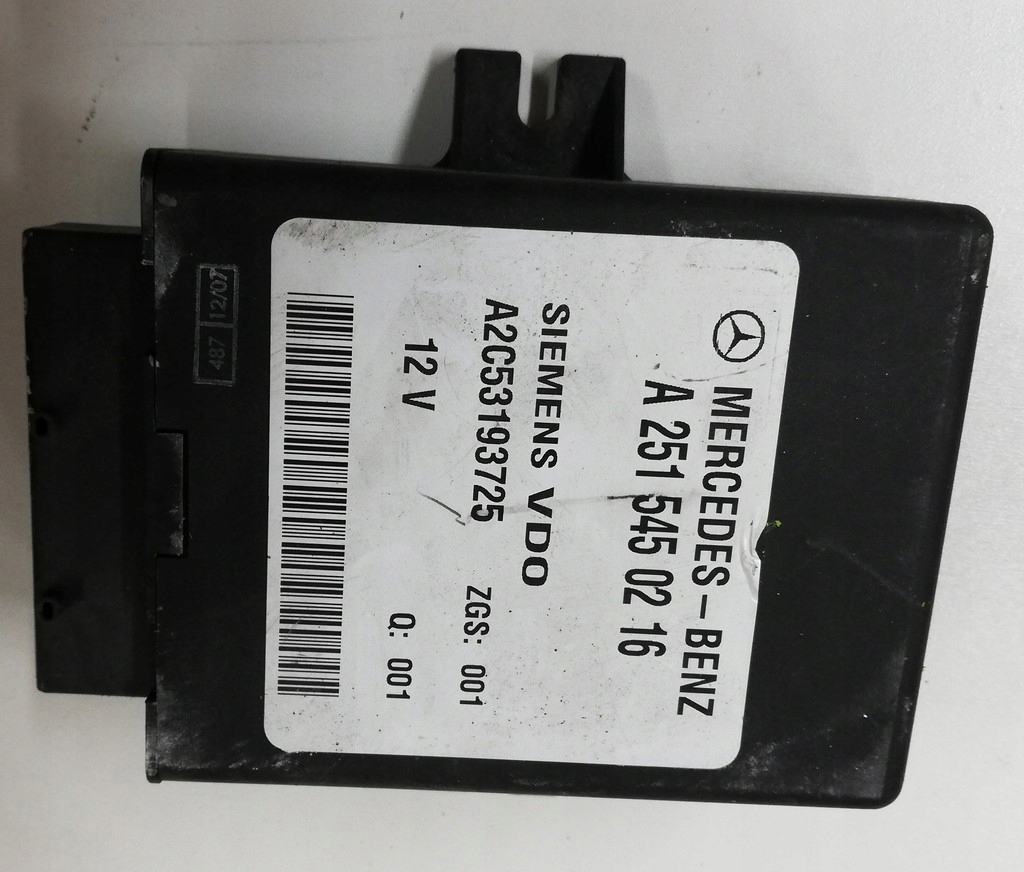 MERCEDES-BENZ
A 251 545 02 16
SIEMENS VDO
A2C53193725 ZGS: 001
12 V Q: 001
487 12/07